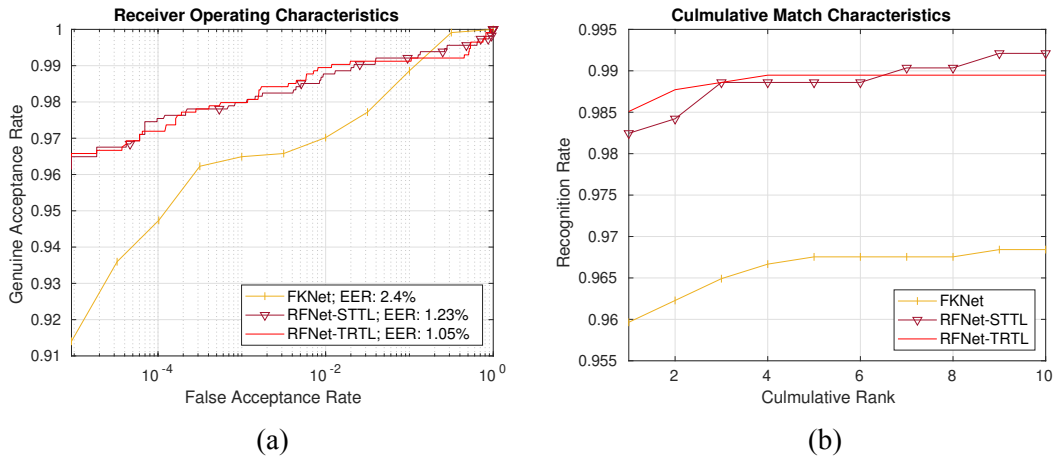 Receiver Operating Characteristics
1
0.99
0.98
0.97
0.96
0.95
0.94
0.93
0.92
0.91
Genuine Acceptance Rate
FKNet; EER: 2.4%
RFNet-STTL; EER: 1.23%
RFNet-TRTL; EER: 1.05%
10⁻⁴ 10⁻² 10⁰
False Acceptance Rate
(a)
Culmulative Match Characteristics
0.995
0.99
0.985
0.98
0.975
0.97
0.965
0.96
0.955
Recognition Rate
FKNet
RFNet-STTL
RFNet-TRTL
2 4 6 8 10
Culmulative Rank
(b)